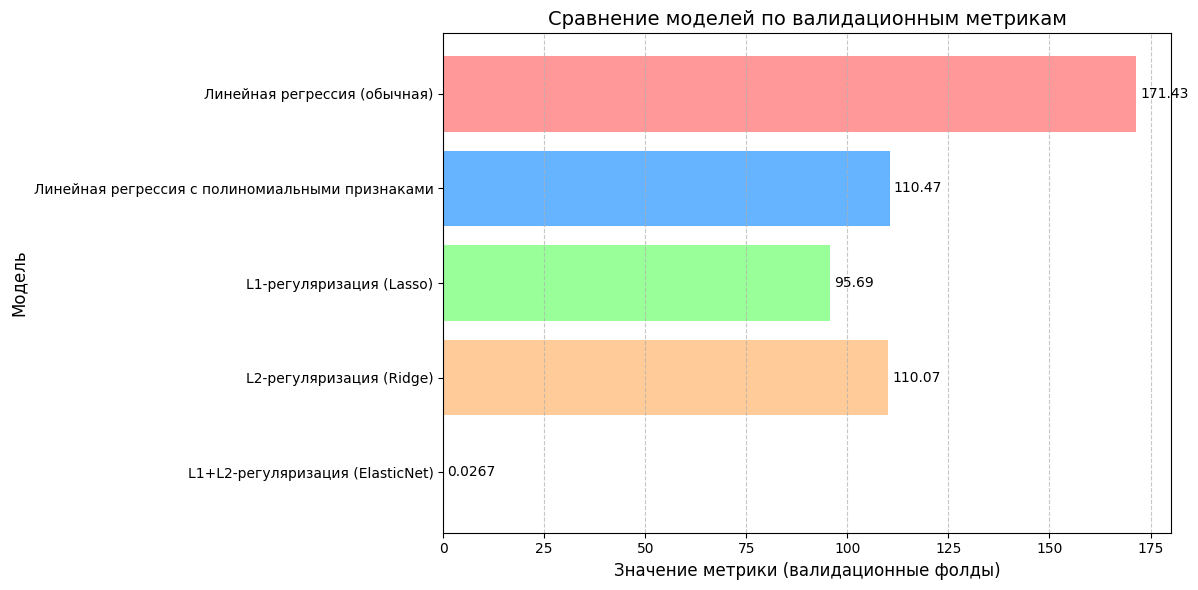 Сравнение моделей по валидационным метрикам
Модель
Линейная регрессия (обычная)
171.43
Линейная регрессия с полиномиальными признаками
110.47
L1-регуляризация (Lasso)
95.69
L2-регуляризация (Ridge)
110.07
L1+L2-регуляризация (ElasticNet)
0.0267
0 25 50 75 100 125 150 175
Значение метрики (валидационные фолды)